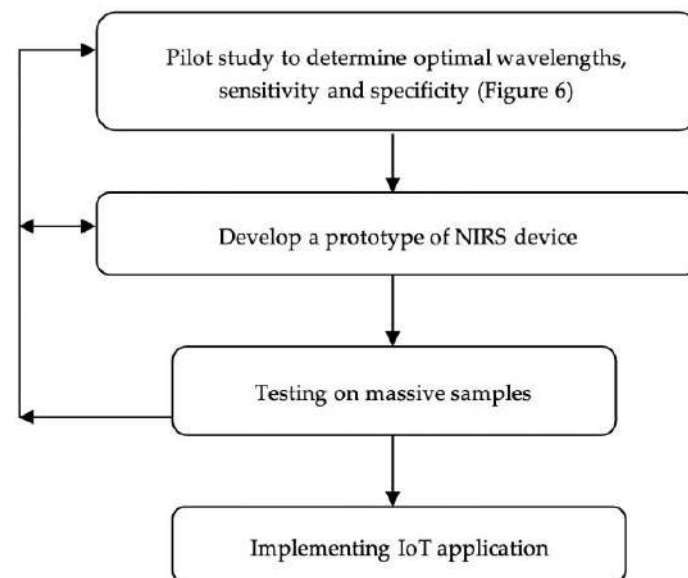 Pilot study to determine optimal wavelengths,
sensitivity and specificity (Figure 6)
Develop a prototype of NIRS device
Testing on massive samples
Implementing IoT application